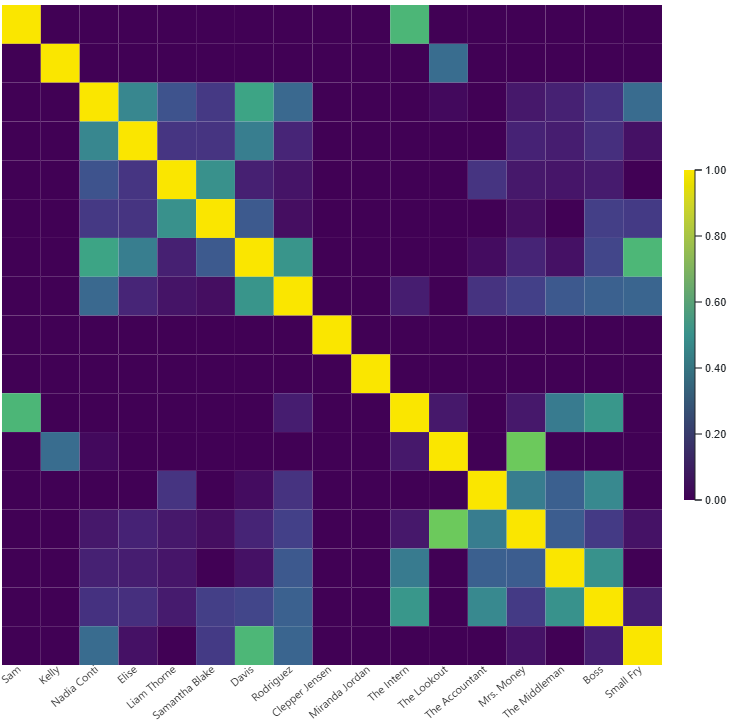 1.00
0.80
0.60
0.40
0.20
0.00
Sam
Kelly
Nadia Conti
Elise
Liam Thorne
Samantha Blake
Davis
Rodriguez
Clepper Jensen
Miranda Jordan
The Intern
The Lookout
The Accountant
Mrs. Money
The Middleman
Boss
Small Fry